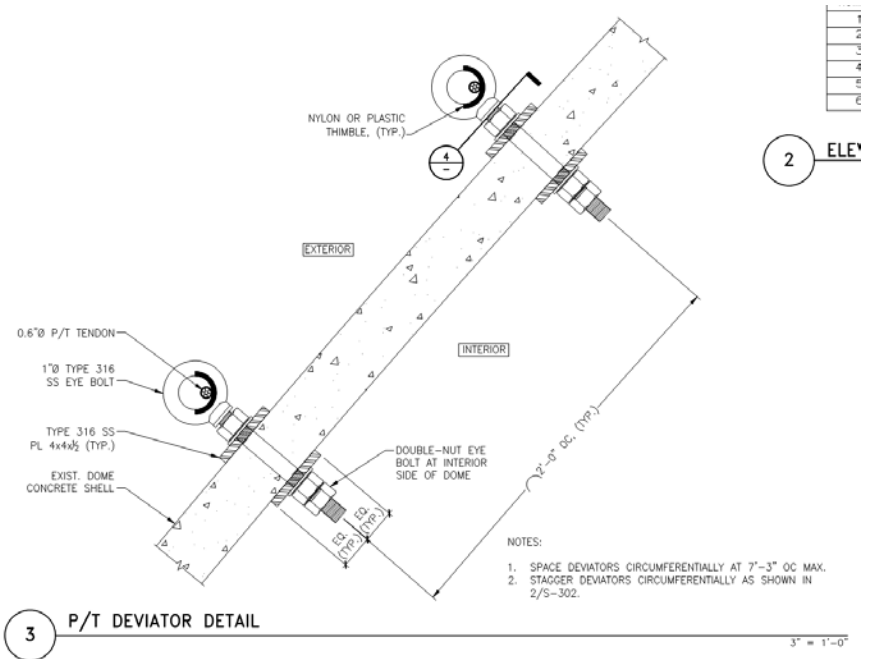 NYLON OR PLASTIC
THIMBLE, (TYP.)
4
-
2
EXTERIOR
INTERIOR
0.6"Ø P/T TENDON
1"Ø TYPE 316
SS EYE BOLT
TYPE 316 SS
PL 4x4x½ (TYP.)
EXIST. DOME
CONCRETE SHELL
DOUBLE-NUT EYE
BOLT AT INTERIOR
SIDE OF DOME
EQ.
(TYP.)
EQ.
(TYP.)
2'-0" OC, (TYP.)
NOTES:
1. SPACE DEVIATORS CIRCUMFERENTIALLY AT 7'-3" OC MAX.
2. STAGGER DEVIATORS CIRCUMFERENTIALLY AS SHOWN IN
2/S-302.
3
P/T DEVIATOR DETAIL
3" = 1'-0"